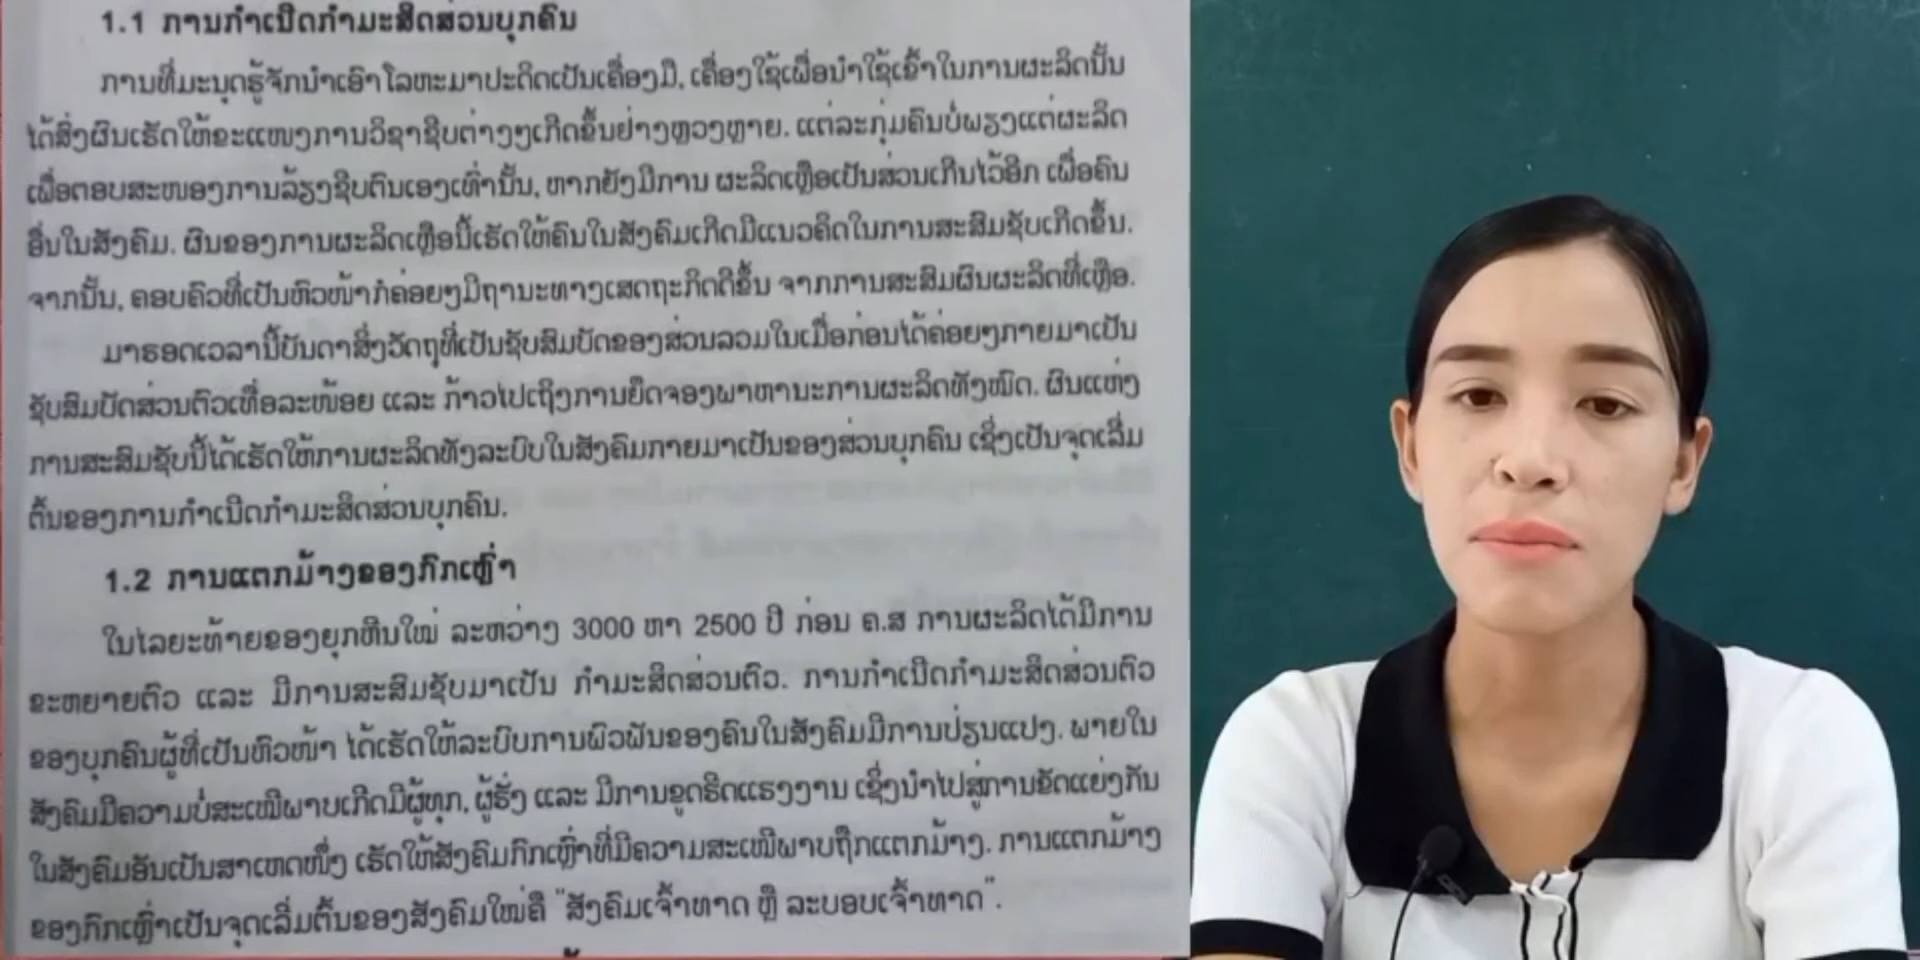 1.1 ການກຳເນີດກຳມະສິດສ່ວນບຸກຄົນ
ການທີ່ມະນຸດຮູ້ຈັກນຳເອົາໂລຫະມາປະດິດເປັນເຄື່ອງມື, ເຄື່ອງໃຊ້ເພື່ອນຳໃຊ້ເຂົ້າໃນການຜະລິດນັ້ນ
ໄດ້ສົ່ງຜົນເຮັດໃຫ້ຂະແໜງການວິຊາຊີບຕ່າງໆເກີດຂຶ້ນຢ່າງຫຼວງຫຼາຍ. ແຕ່ລະກຸ່ມຄົນບໍ່ພຽງແຕ່ຜະລິດ
ເພື່ອຕອບສະໜອງການລ້ຽງຊີບຕົນເອງເທົ່ານັ້ນ, ຫາກຍັງມີການ ຜະລິດເຫຼືອເປັນສ່ວນເກີນໄວ້ອີກ ເພື່ອຄົນ
ອື່ນໃນສັງຄົມ. ຜົນຂອງການຜະລິດເຫຼືອນີ້ເຮັດໃຫ້ຄົນໃນສັງຄົມເກີດມີແນວຄິດໃນການສະສົມຊັບເກີດຂຶ້ນ.
ຈາກນັ້ນ, ຄອບຄົວທີ່ເປັນຫົວໜ້າກໍຄ່ອຍໆມີຖານະທາງເສດຖະກິດດີຂຶ້ນ ຈາກການສະສົມຜົນຜະລິດທີ່ເຫຼືອ.
ມາຮອດເວລານີ້ບັນດາສິ່ງວັດຖຸທີ່ເປັນຊັບສົມບັດຂອງສ່ວນລວມໃນເມື່ອກ່ອນໄດ້ຄ່ອຍໆກາຍມາເປັນ
ຊັບສົມບັດສ່ວນຕົວເທື່ອລະໜ້ອຍ ແລະ ກ້າວໄປເຖິງການຍຶດຈອງພາຫານະການຜະລິດທັງໝົດ. ຜົນແຫ່ງ
ການສະສົມຊັບນີ້ໄດ້ເຮັດໃຫ້ການຜະລິດທັງລະບົບໃນສັງຄົມກາຍມາເປັນຂອງສ່ວນບຸກຄົນ ເຊິ່ງເປັນຈຸດເລີ່ມ
ຕົ້ນຂອງການກຳເນີດກຳມະສິດສ່ວນບຸກຄົນ.
1.2 ການແຕກມ້າງຂອງກົກເຫຼົ່າ
ໃນໄລຍະທ້າຍຂອງຍຸກຫີນໃໝ່ ລະຫວ່າງ 3000 ຫາ 2500 ປີ ກ່ອນ ຄ.ສ ການຜະລິດໄດ້ມີການ
ຂະຫຍາຍຕົວ ແລະ ມີການສະສົມຊັບມາເປັນ ກຳມະສິດສ່ວນຕົວ. ການກຳເນີດກຳມະສິດສ່ວນຕົວ
ຂອງບຸກຄົນຜູ້ທີ່ເປັນຫົວໜ້າ ໄດ້ເຮັດໃຫ້ລະບົບການພົວພັນຂອງຄົນໃນສັງຄົມມີການປ່ຽນແປງ. ພາຍໃນ
ສັງຄົມມີຄວາມບໍ່ສະເໝີພາບເກີດມີຜູ້ທຸກ, ຜູ້ຮັ່ງ ແລະ ມີການຂູດຮີດແຮງງານ ເຊິ່ງນຳໄປສູ່ການຂັດແຍ່ງກັນ
ໃນສັງຄົມອັນເປັນສາເຫດໜຶ່ງ ເຮັດໃຫ້ສັງຄົມກົກເຫຼົ່າທີ່ມີຄວາມສະເໝີພາບຖືກແຕກມ້າງ. ການແຕກມ້າງ
ຂອງກົກເຫຼົ່າເປັນຈຸດເລີ່ມຕົ້ນຂອງສັງຄົມໃໝ່ຄື "ສັງຄົມເຈົ້າທາດ ຫຼື ລະບອບເຈົ້າທາດ".